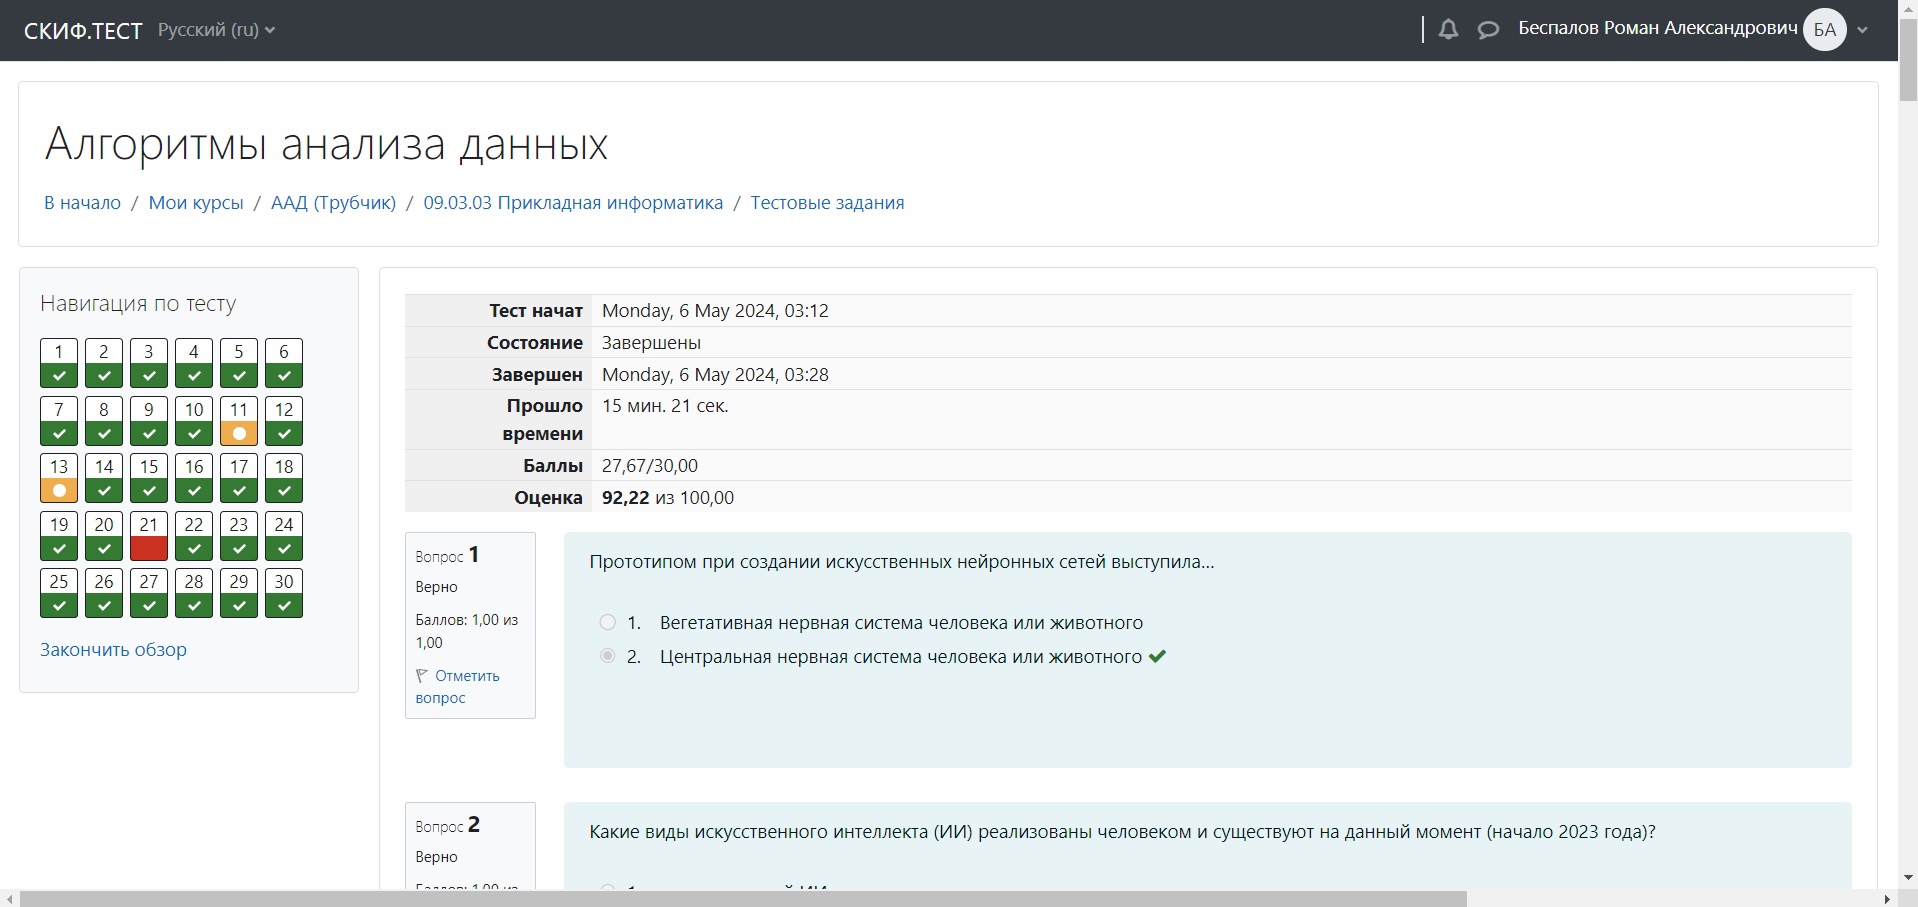 СКИФ.ТЕСТ Русский (ru) Беспалов Роман Александрович БА
Алгоритмы анализа данных
В начало / Мои курсы / ААД (Трубчик) / 09.03.03 Прикладная информатика / Тестовые задания
Навигация по тесту
1 2 3 4 5 6
7 8 9 10 11 12
13 14 15 16 17 18
19 20 21 22 23 24
25 26 27 28 29 30
Закончить обзор
Тест начат Monday, 6 May 2024, 03:12
Состояние Завершены
Завершен Monday, 6 May 2024, 03:28
Прошло 15 мин. 21 сек.
времени
Баллы 27,67/30,00
Оценка 92,22 из 100,00
Вопрос 1
Верно
Баллов: 1,00 из
1,00
Отметить
вопрос
Прототипом при создании искусственных нейронных сетей выступила...
1. Вегетативная нервная система человека или животного
2. Центральная нервная система человека или животного
Вопрос 2
Верно
Баллов: 1,00 из
Какие виды искусственного интеллекта (ИИ) реализованы человеком и существуют на данный момент (начало 2023 года)?